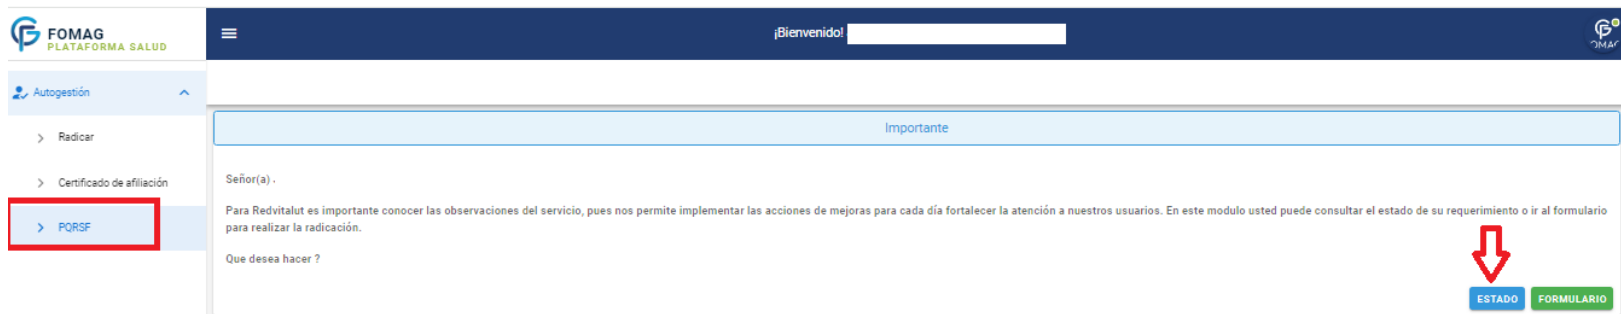 FOMAG
PLATAFORMA SALUD
¡Bienvenido!
OMAG
Autogestión
Radicar
Certificado de afiliación
PQRSF
Importante
Señor(a) .
Para Redvitalut es importante conocer las observaciones del servicio, pues nos permite implementar las acciones de mejoras para cada día fortalecer la atención a nuestros usuarios. En este modulo usted puede consultar el estado de su requerimiento o ir al formulario
para realizar la radicación.
Que desea hacer ?
ESTADO
FORMULARIO